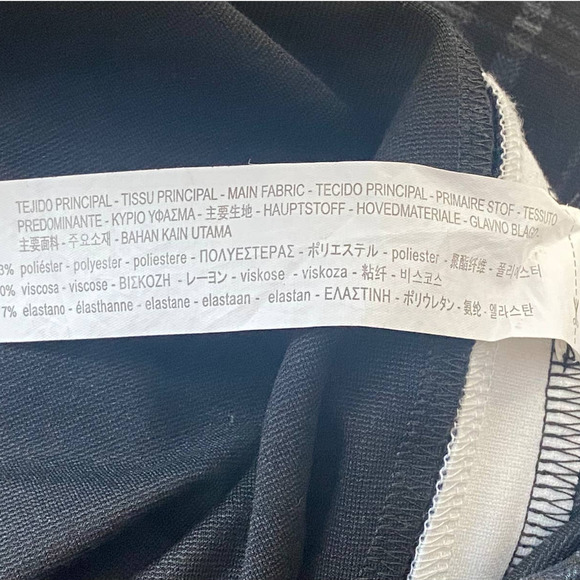 TEJIDO PRINCIPAL - TISSU PRINCIPAL - MAIN FABRIC - TECIDO PRINCIPAL - PRIMAIRE STOF - TESSUTO
PREDOMINANTE - ΚΥΡΙΟ ΥΦΑΣΜΑ - 主要生地 - HAUPTSTOFF - HOVEDMATERIALE - GLAVNO BLAGO
主要面料 - 주요소재 - BAHAN KAIN UTAMA
3% poliéster - polyester - poliestere - ΠΟΛΥΕΣΤΕΡΑΣ - ポリエステル - poliester - 聚酯纤维 - 폴리에스터
0% viscosa - viscose - ΒΙΣΚΟΖΗ - レーヨン - viskose - viskoza - 粘纤 - 비스코스
7% elastano - élasthanne - elastane - elastaan - elastan - ΕΛΑΣΤΙΝΗ - ポリウレタン - 氨纶 - 엘라스탄